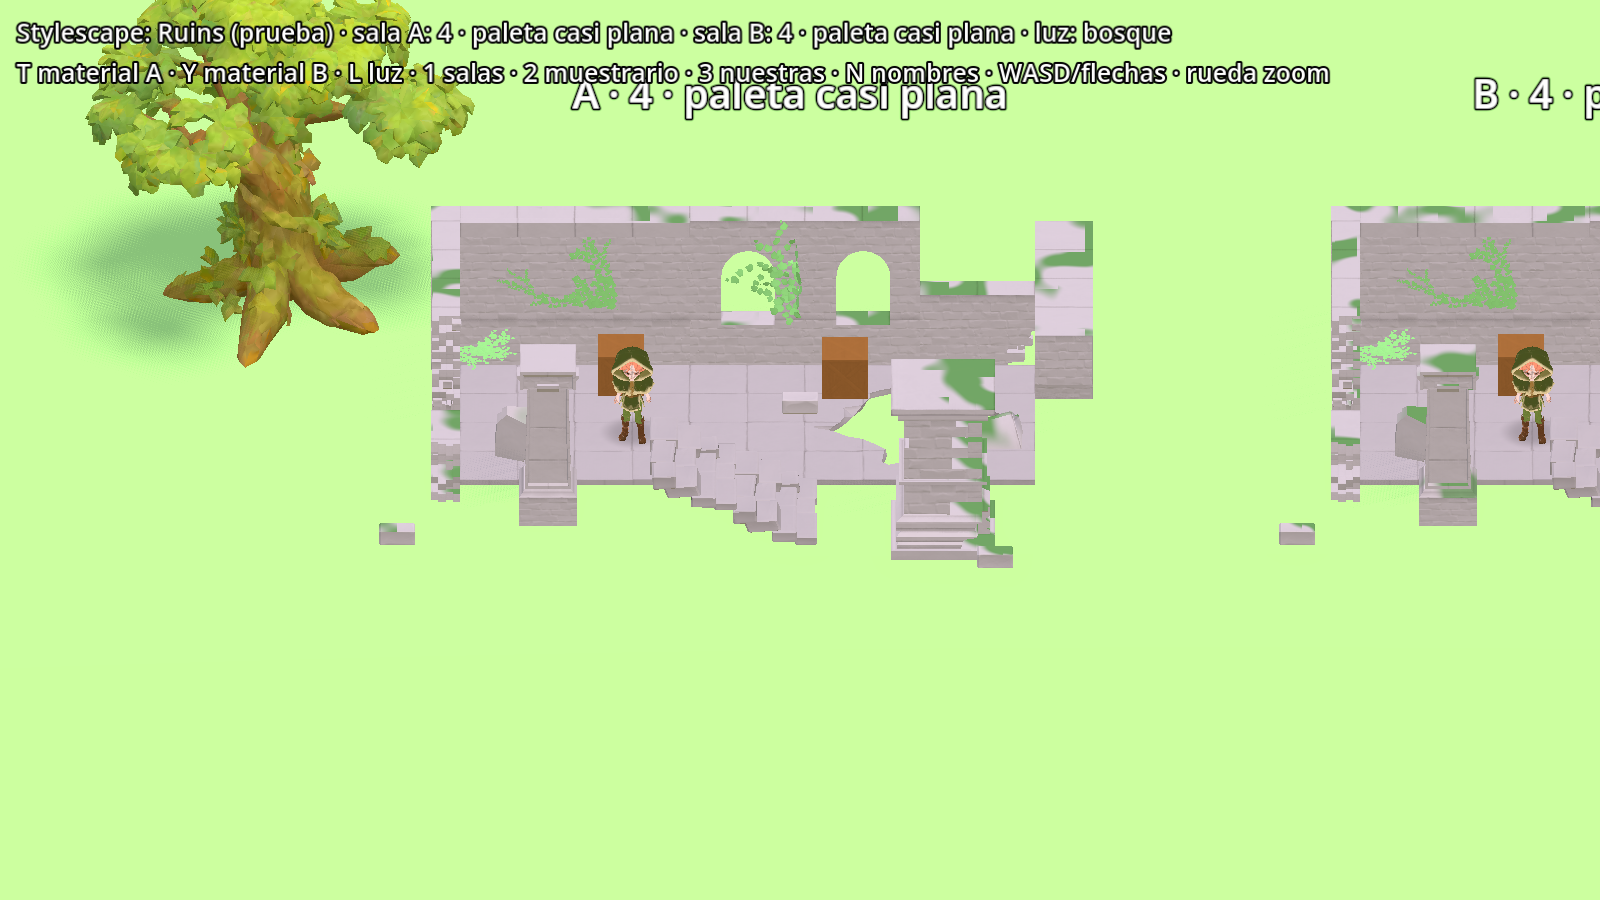 Stylescape: Ruins (prueba) · sala A: 4 · paleta casi plana · sala B: 4 · paleta casi plana · luz: bosque
T material A · Y material B · L luz · 1 salas · 2 muestrario · 3 nuestras · N nombres · WASD/flechas · rueda zoom
A · 4 · paleta casi plana
B · 4 · p